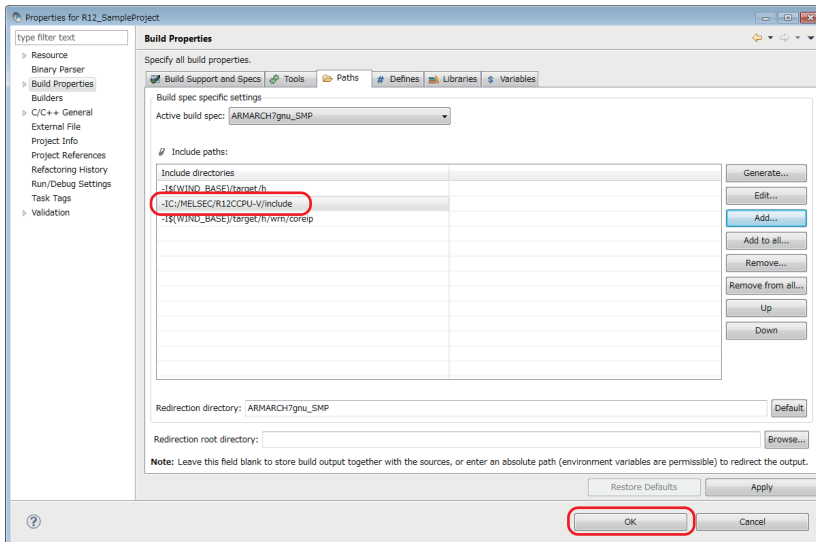 Properties for R12_SampleProject
type filter text
Resource
Binary Parser
Build Properties
Builders
C/C++ General
External File
Project Info
Project References
Refactoring History
Run/Debug Settings
Task Tags
Validation
Build Properties
Specify all build properties.
Build Support and Specs
Tools
Paths
# Defines
Libraries
$ Variables
Build spec specific settings
Active build spec: ARMARCH7gnu_SMP
Include paths:
Include directories
-I$(WIND_BASE)/target/h
-IC:/MELSEC/R12CCPU-V/include
-I$(WIND_BASE)/target/h/wrn/coreip
Generate...
Edit...
Add...
Add to all...
Remove...
Remove from all...
Up
Down
Redirection directory: ARMARCH7gnu_SMP
Default
Redirection root directory:
Browse...
Note: Leave this field blank to store build output together with the sources, or enter an absolute path (environment variables are permissible) to redirect the output.
Restore Defaults
Apply
?
OK
Cancel